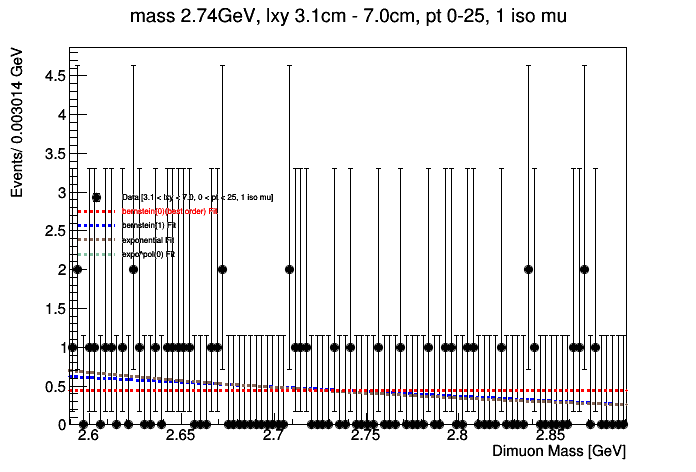 mass 2.74GeV, lxy 3.1cm - 7.0cm, pt 0-25, 1 iso mu
Events/ 0.003014 GeV
4.5
4
3.5
3
2.5
2
1.5
1
0.5
0
Data [3.1 < lxy < 7.0, 0 < pt < 25, 1 iso mu]
bernstein[0](best order) Fit
bernstein(1) Fit
exponential Fit
expo*pol(0) Fit
2.6 2.65 2.7 2.75 2.8 2.85
Dimuon Mass [GeV]